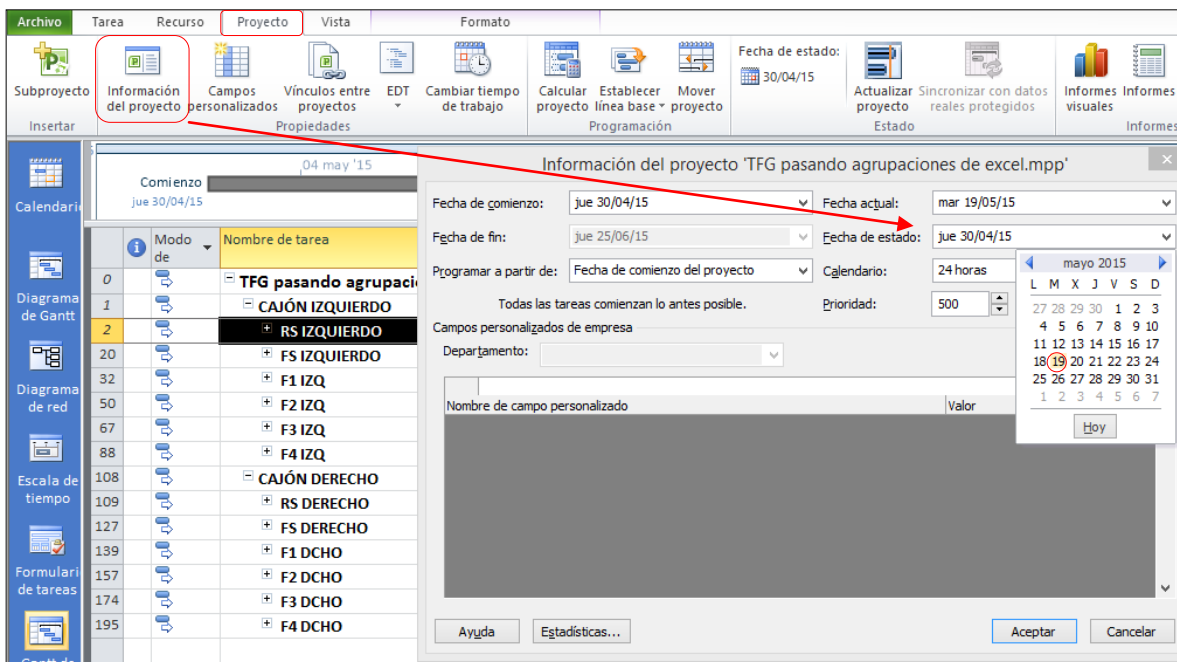 Archivo Tarea Recurso Proyecto Vista Formato
Subproyecto
Información del proyecto
Campos personalizados
Vínculos entre proyectos
EDT
Cambiar tiempo de trabajo
Calcular proyecto
Establecer línea base
Mover proyecto
Fecha de estado:
30/04/15
Actualizar proyecto
Sincronizar con datos reales protegidos
Informes visuales
Informes
Insertar Propiedades Programación Estado Informes
Calendari
Diagrama de Gantt
Diagrama de red
Escala de tiempo
Formulari de tareas
04 may '15
Comienzo
jue 30/04/15
Modo de
Nombre de tarea
0 TFG pasando agrupaci
1 CAJÓN IZQUIERDO
2 RS IZQUIERDO
20 FS IZQUIERDO
32 F1 IZQ
50 F2 IZQ
67 F3 IZQ
88 F4 IZQ
108 CAJÓN DERECHO
109 RS DERECHO
127 FS DERECHO
139 F1 DCHO
157 F2 DCHO
174 F3 DCHO
195 F4 DCHO
Información del proyecto 'TFG pasando agrupaciones de excel.mpp'
Fecha de comienzo: jue 30/04/15 Fecha actual: mar 19/05/15
Fecha de fin: jue 25/06/15 Fecha de estado: jue 30/04/15
Programar a partir de: Fecha de comienzo del proyecto Calendario: 24 horas
Todas las tareas comienzan lo antes posible. Prioridad: 500
Campos personalizados de empresa
Departamento:
Nombre de campo personalizado Valor
mayo 2015
L M X J V S D
27 28 29 30 1 2 3
4 5 6 7 8 9 10
11 12 13 14 15 16 17
18 19 20 21 22 23 24
25 26 27 28 29 30 31
1 2 3 4 5 6 7
Hoy
Ayuda Estadísticas... Aceptar Cancelar